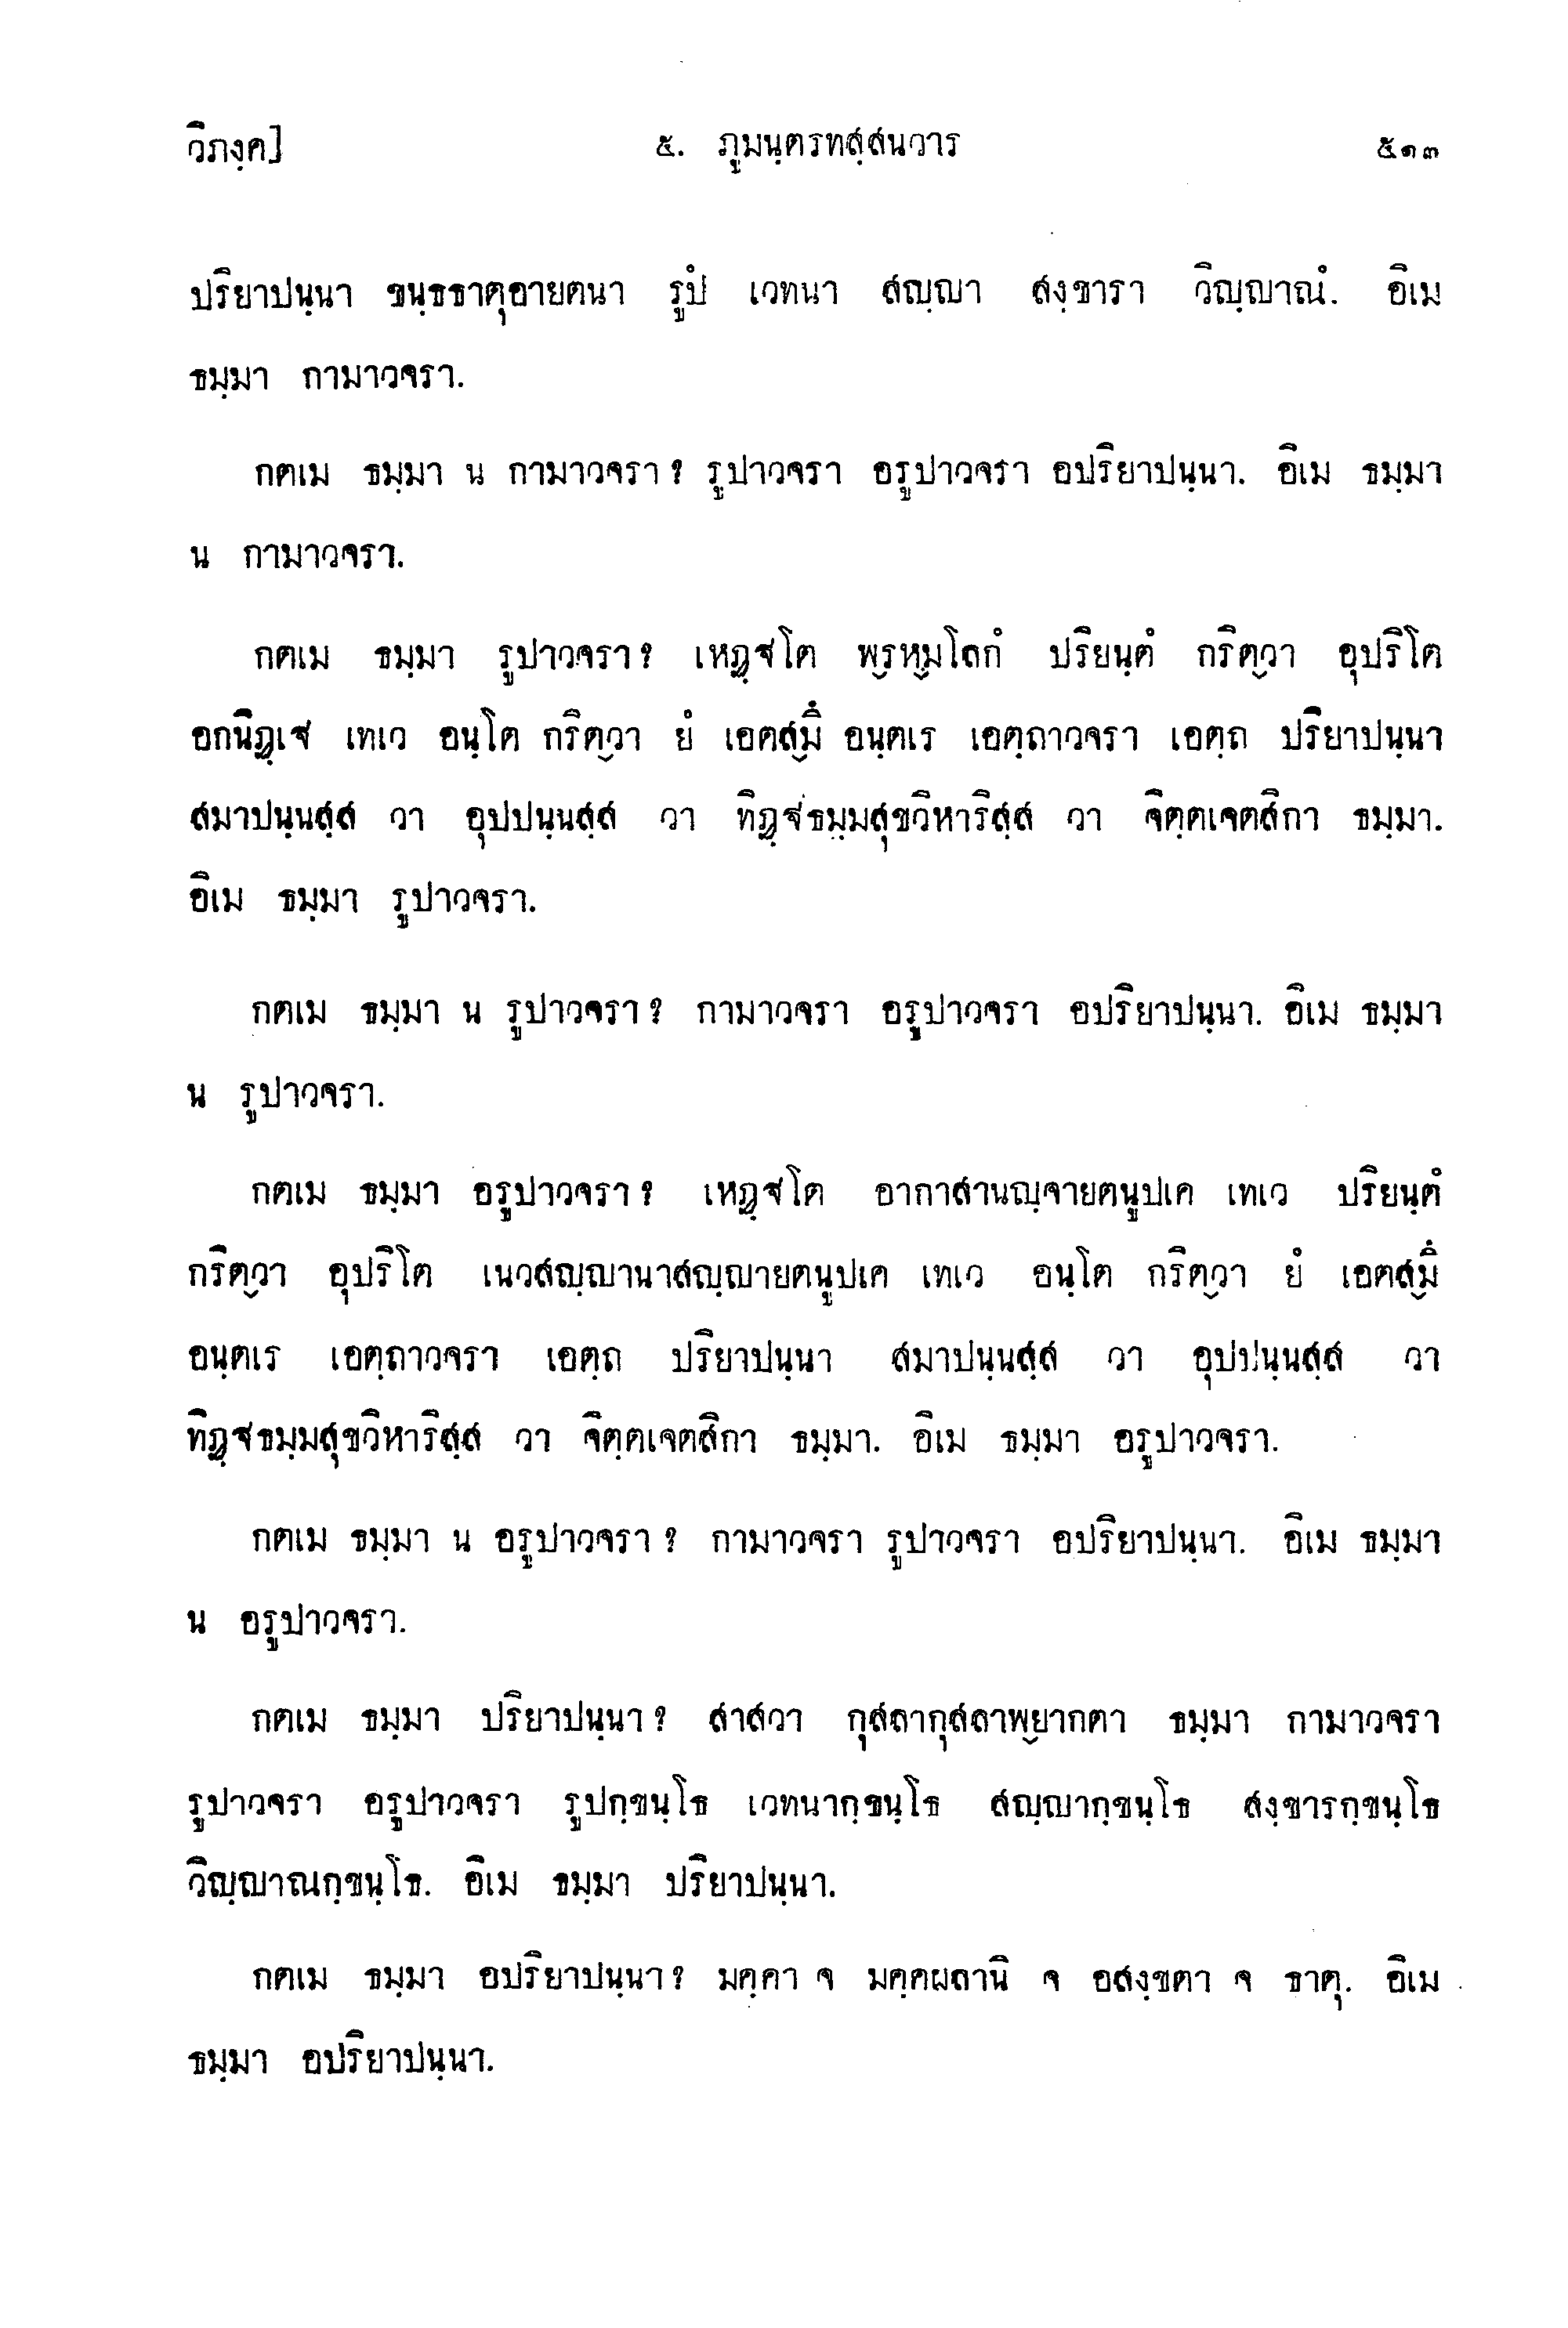 วิภงฺค]
๕. ภูมนฺตรทสฺสนวาร
๕๑๓
ปริยาปนฺนา ขนฺธธาตุอายตนา รูปํ เวทนา สญฺญา สงฺขารา วิญฺญาณํ. อิเม
ธมฺมา กามาวจรา.
กตเม ธมฺมา น กามาวจรา ? รูปาวจรา อรูปาวจรา อปริยาปนฺนา. อิเม ธมฺมา
น กามาวจรา.
กตเม ธมฺมา รูปาวจรา ? เหฏฺฐโต พฺรหฺมโลกํ ปริยนฺตํ กริตฺวา อุปริโต
อกนิฏฺเฐ เทเว อนฺโต กริตฺวา ยํ เอตสฺมึ อนฺตเร เอตฺถาวจรา เอตฺถ ปริยาปนฺนา
สมาปนฺนสฺส วา อุปปนฺนสฺส วา ทิฏฺฐธมฺมสุขวิหาริสฺส วา จิตฺตเจตสิกา ธมฺมา.
อิเม ธมฺมา รูปาวจรา.
กตเม ธมฺมา น รูปาวจรา ? กามาวจรา อรูปาวจรา อปริยาปนฺนา. อิเม ธมฺมา
น รูปาวจรา.
กตเม ธมฺมา อรูปาวจรา ? เหฏฺฐโต อากาสานญฺจายตนูปเค เทเว ปริยนฺตํ
กริตฺวา อุปริโต เนวสญฺญานาสญฺญายตนูปเค เทเว อนฺโต กริตฺวา ยํ เอตสฺมึ
อนฺตเร เอตฺถาวจรา เอตฺถ ปริยาปนฺนา สมาปนฺนสฺส วา อุปปนฺนสฺส วา
ทิฏฺฐธมฺมสุขวิหาริสฺส วา จิตฺตเจตสิกา ธมฺมา. อิเม ธมฺมา อรูปาวจรา.
กตเม ธมฺมา น อรูปาวจรา ? กามาวจรา รูปาวจรา อปริยาปนฺนา. อิเม ธมฺมา
น อรูปาวจรา.
กตเม ธมฺมา ปริยาปนฺนา ? สาสวา กุสลากุสลาพฺยากตา ธมฺมา กามาวจรา
รูปาวจรา อรูปาวจรา รูปกฺขนฺโธ เวทนากฺขนฺโธ สญฺญากฺขนฺโธ สงฺขารกฺขนฺโธ
วิญฺญาณกฺขนฺโธ. อิเม ธมฺมา ปริยาปนฺนา.
กตเม ธมฺมา อปริยาปนฺนา ? มคฺคา จ มคฺคผลานิ จ อสงฺขตา จ ธาตุ. อิเม
ธมฺมา อปริยาปนฺนา.